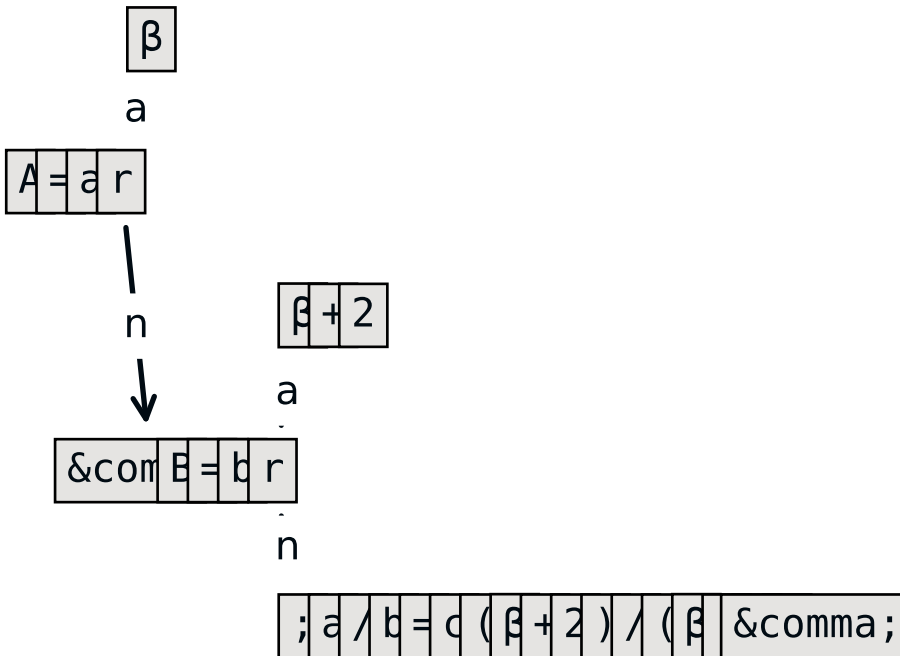 β
a
A=ar
n
β+2
a
&comB=br
n
;a/b=c(β+2)/(β &comma;